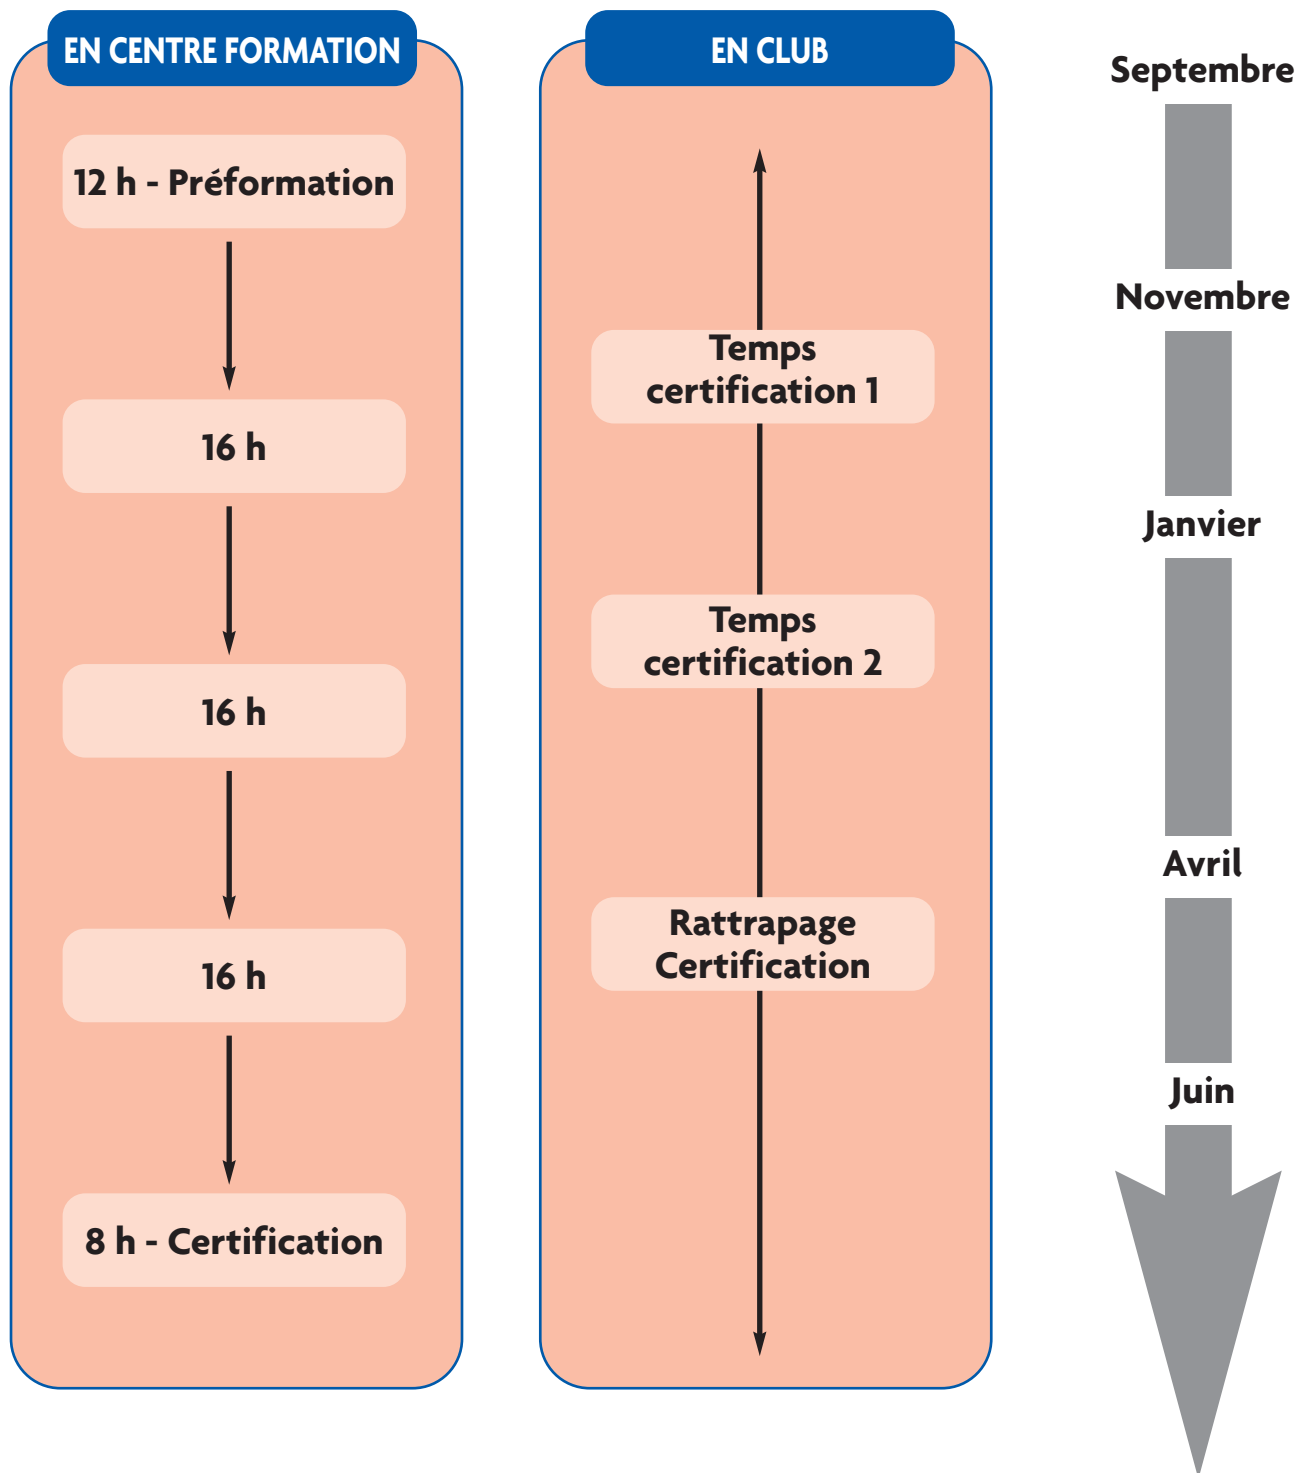 EN CENTRE FORMATION
12 h - Préformation
16 h
16 h
16 h
8 h - Certification
EN CLUB
Temps
certification 1
Temps
certification 2
Rattrapage
Certification
Septembre
Novembre
Janvier
Avril
Juin